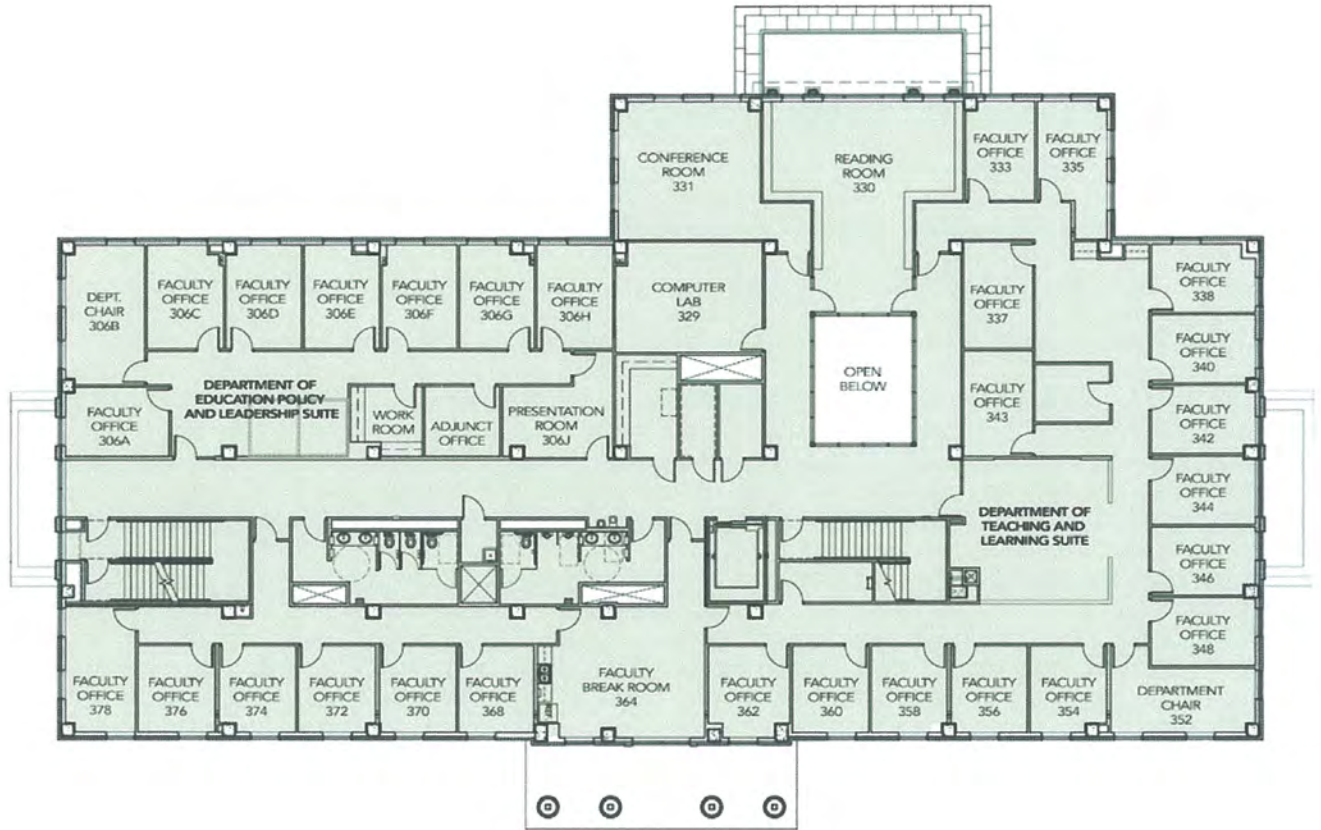 CONFERENCE
ROOM
331
READING
ROOM
330
FACULTY
OFFICE
333
FACULTY
OFFICE
335
DEPT.
CHAIR
306B
FACULTY
OFFICE
306C
FACULTY
OFFICE
306D
FACULTY
OFFICE
306E
FACULTY
OFFICE
306F
FACULTY
OFFICE
306G
FACULTY
OFFICE
306H
COMPUTER
LAB
329
FACULTY
OFFICE
337
FACULTY
OFFICE
338
FACULTY
OFFICE
340
OPEN
BELOW
DEPARTMENT OF
EDUCATION POLICY
AND LEADERSHIP SUITE
FACULTY
OFFICE
306A
WORK
ROOM
ADJUNCT
OFFICE
PRESENTATION
ROOM
306J
FACULTY
OFFICE
343
FACULTY
OFFICE
342
FACULTY
OFFICE
344
DEPARTMENT OF
TEACHING AND
LEARNING SUITE
FACULTY
OFFICE
346
FACULTY
OFFICE
348
FACULTY
OFFICE
378
FACULTY
OFFICE
376
FACULTY
OFFICE
374
FACULTY
OFFICE
372
FACULTY
OFFICE
370
FACULTY
OFFICE
368
FACULTY
BREAK ROOM
364
FACULTY
OFFICE
362
FACULTY
OFFICE
360
FACULTY
OFFICE
358
FACULTY
OFFICE
356
FACULTY
OFFICE
354
DEPARTMENT
CHAIR
352